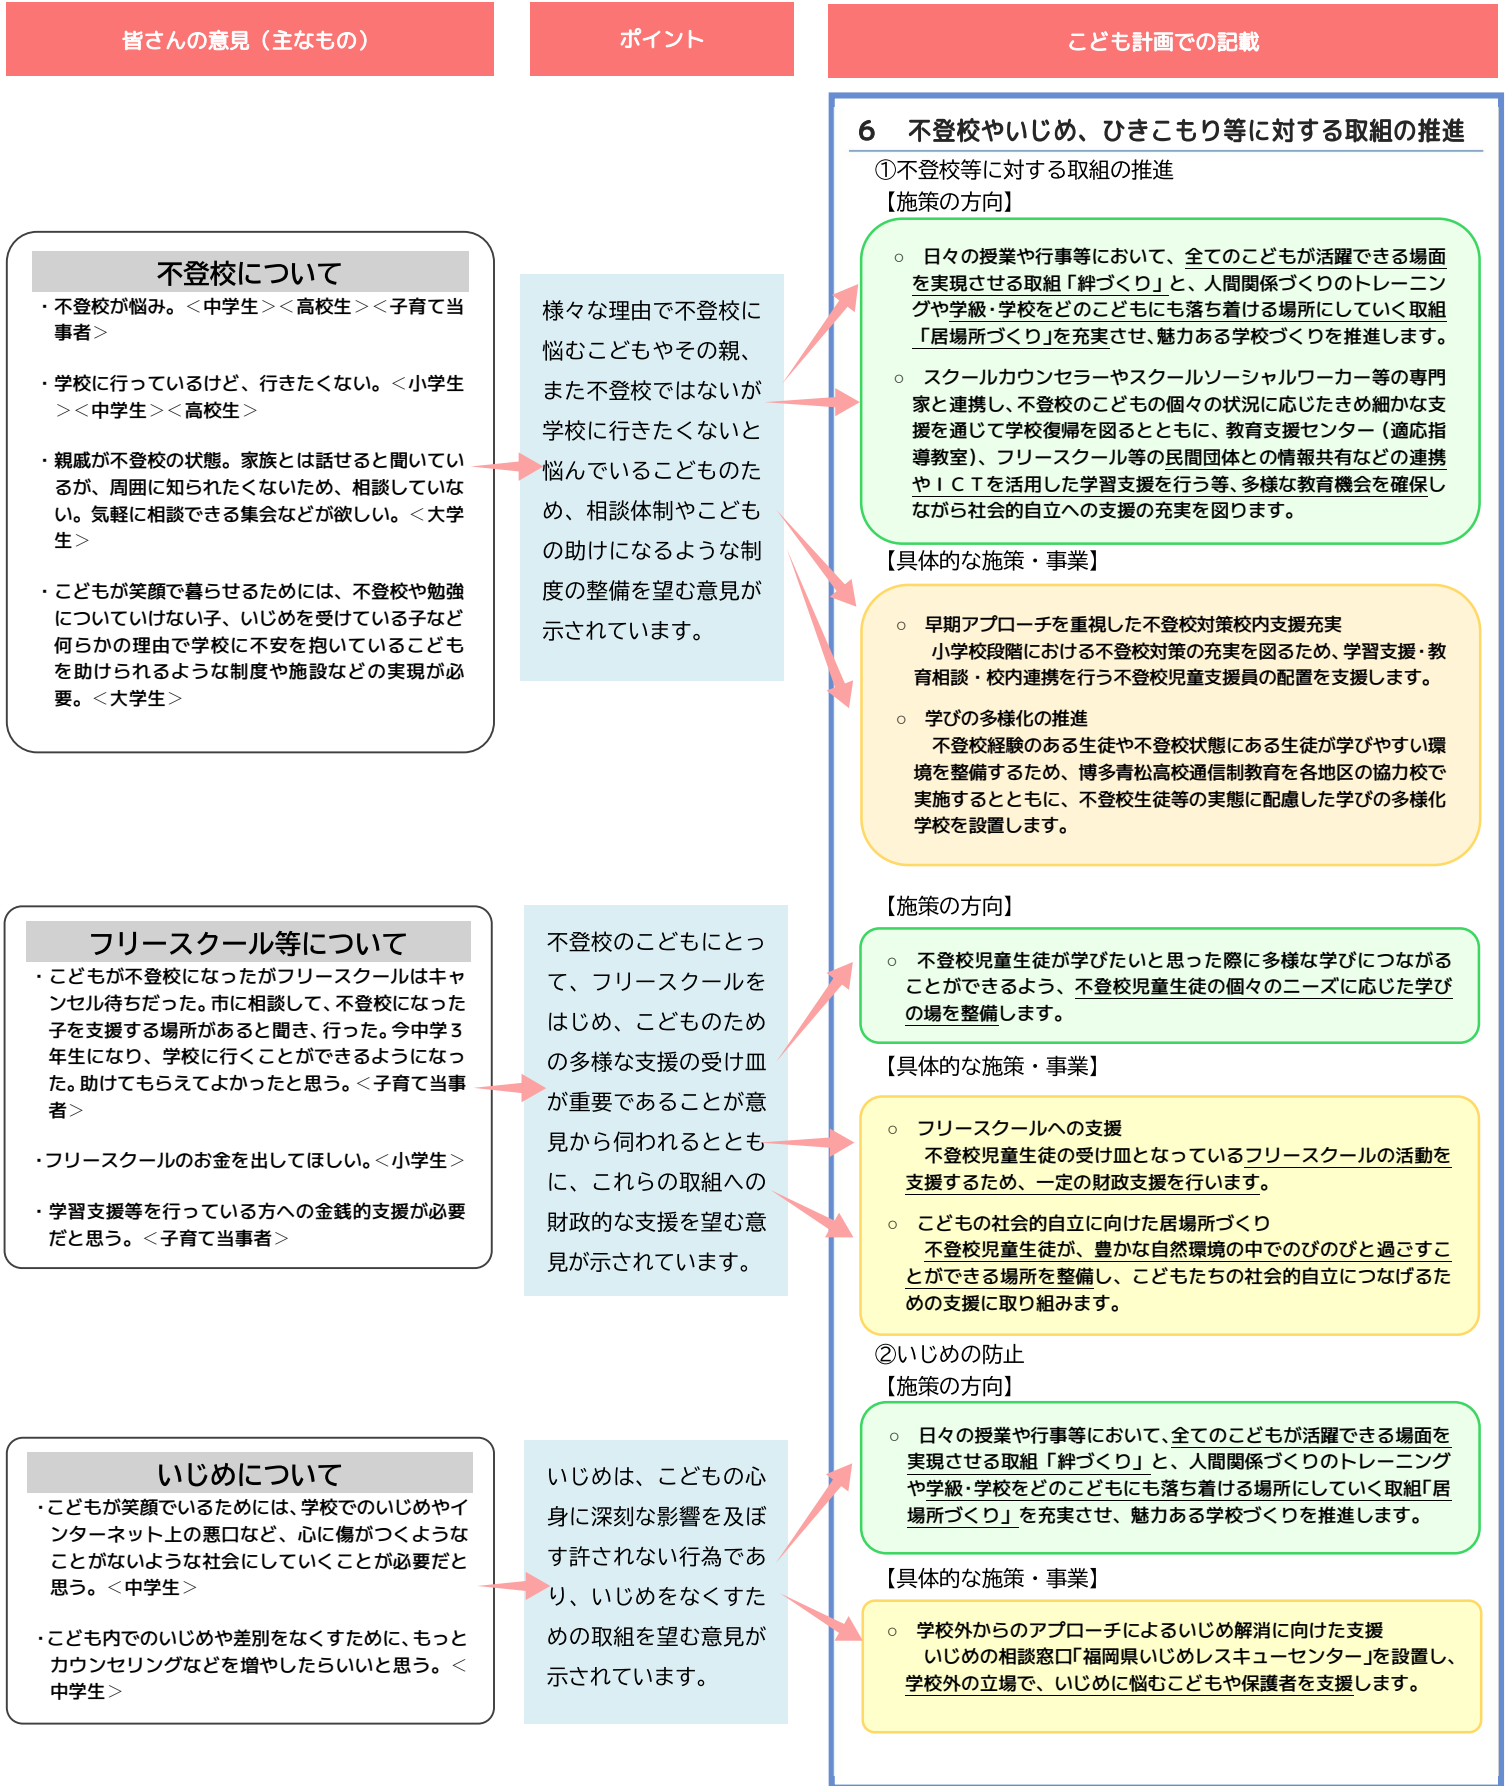 皆さんの意見（主なもの）
ポイント
こども計画での記載
不登校について
・不登校が悩み。＜中学生＞＜高校生＞＜子育て当
事者＞
・学校に行っているけど、行きたくない。＜小学生
＞＜中学生＞＜高校生＞
・親戚が不登校の状態。家族とは話せると聞いてい
るが、周囲に知られたくないため、相談していな
い。気軽に相談できる集会などが欲しい。＜大学
生＞
・こどもが笑顔で暮らせるためには、不登校や勉強
についていけない子、いじめを受けている子など
何らかの理由で学校に不安を抱いているこども
を助けられるような制度や施設などの実現が必
要。＜大学生＞
様々な理由で不登校に
悩むこどもやその親、
また不登校ではないが
学校に行きたくないと
悩んでいるこどものた
め、相談体制やこども
の助けになるような制
度の整備を望む意見が
示されています。
6　不登校やいじめ、ひきこもり等に対する取組の推進
①不登校等に対する取組の推進
【施策の方向】
○　日々の授業や行事等において、全てのこどもが活躍できる場面
を実現させる取組「絆づくり」と、人間関係づくりのトレーニン
グや学級・学校をどのこどもにも落ち着ける場所にしていく取組
「居場所づくり」を充実させ、魅力ある学校づくりを推進します。
○　スクールカウンセラーやスクールソーシャルワーカー等の専門
家と連携し、不登校のこどもの個々の状況に応じたきめ細かな支
援を通じて学校復帰を図るとともに、教育支援センター（適応指
導教室）、フリースクール等の民間団体との情報共有などの連携
やＩＣＴを活用した学習支援を行う等、多様な教育機会を確保し
ながら社会的自立への支援の充実を図ります。
【具体的な施策・事業】
○　早期アプローチを重視した不登校対策校内支援充実
小学校段階における不登校対策の充実を図るため、学習支援・教
育相談・校内連携を行う不登校児童支援員の配置を支援します。
○　学びの多様化の推進
不登校経験のある生徒や不登校状態にある生徒が学びやすい環
境を整備するため、博多青松高校通信制教育を各地区の協力校で
実施するとともに、不登校生徒等の実態に配慮した学びの多様化
学校を設置します。
フリースクール等について
・こどもが不登校になったがフリースクールはキャ
ンセル待ちだった。市に相談して、不登校になった
子を支援する場所があると聞き、行った。今中学３
年生になり、学校に行くことができるようになっ
た。助けてもらえてよかったと思う。＜子育て当事
者＞
・フリースクールのお金を出してほしい。＜小学生＞
・学習支援等を行っている方への金銭的支援が必要
だと思う。＜子育て当事者＞
不登校のこどもにとっ
て、フリースクールを
はじめ、こどものため
の多様な支援の受け皿
が重要であることが意
見から伺われるととも
に、これらの取組への
財政的な支援を望む意
見が示されています。
【施策の方向】
○　不登校児童生徒が学びたいと思った際に多様な学びにつながる
ことができるよう、不登校児童生徒の個々のニーズに応じた学び
の場を整備します。
【具体的な施策・事業】
○　フリースクールへの支援
不登校児童生徒の受け皿となっているフリースクールの活動を
支援するため、一定の財政支援を行います。
○　こどもの社会的自立に向けた居場所づくり
不登校児童生徒が、豊かな自然環境の中でのびのびと過ごすこ
とができる場所を整備し、こどもたちの社会的自立につなげるた
めの支援に取り組みます。
いじめについて
・こどもが笑顔でいるためには、学校でのいじめやイ
ンターネット上の悪口など、心に傷がつくような
ことがないような社会にしていくことが必要だと
思う。＜中学生＞
・こども内でのいじめや差別をなくすために、もっと
カウンセリングなどを増やしたらいいと思う。＜
中学生＞
いじめは、こどもの心
身に深刻な影響を及ぼ
す許されない行為であ
り、いじめをなくすた
めの取組を望む意見が
示されています。
②いじめの防止
【施策の方向】
○　日々の授業や行事等において、全てのこどもが活躍できる場面を
実現させる取組「絆づくり」と、人間関係づくりのトレーニング
や学級・学校をどのこどもにも落ち着ける場所にしていく取組「居
場所づくり」を充実させ、魅力ある学校づくりを推進します。
【具体的な施策・事業】
○　学校外からのアプローチによるいじめ解消に向けた支援
いじめの相談窓口「福岡県いじめレスキューセンター」を設置し、
学校外の立場で、いじめに悩むこどもや保護者を支援します。